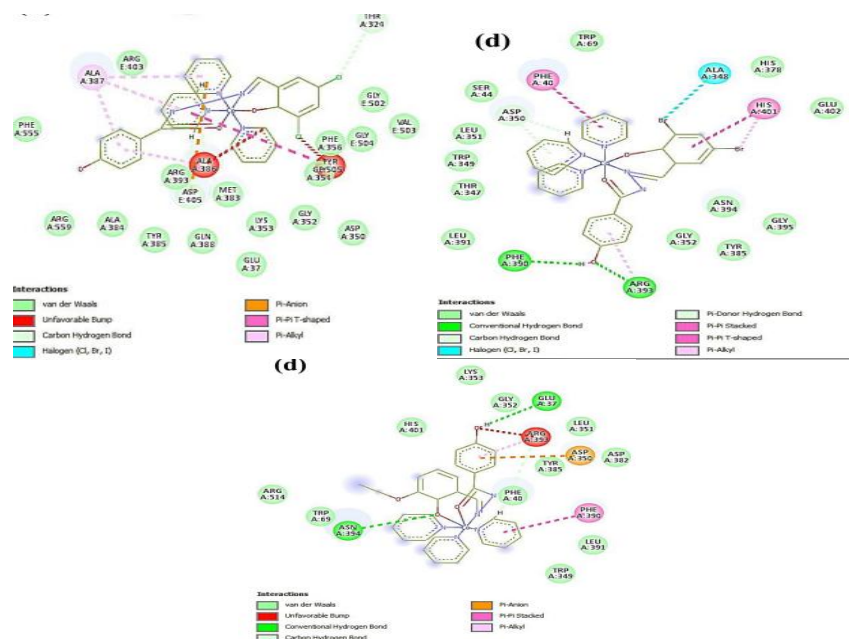 THR
A:324
ARG
E:403
ALA
A:387
GLY
E:502
VAL
E:503
PHE
A:555
PHE
A:356
GLY
E:504
ALA
A:386
ARG
A:393
ASP
E:405
MET
A:383
ARG
A:559
ALA
A:384
TYR
A:385
GLN
A:388
LYS
A:353
GLY
A:352
ASP
A:350
GLU
A:37
H
H
Cl
Cl
N
O
Interactions
van der Waals
Unfavorable Bump
Carbon Hydrogen Bond
Halogen (Cl, Br, I)
Pi-Anion
Pi-Pi T-shaped
Pi-Alkyl
(d)
TRP
A:69
PHE
A:40
ALA
A:348
HIS
A:378
SER
A:44
ASP
A:350
HIS
A:401
GLU
A:402
LEU
A:351
TRP
A:349
THR
A:347
LEU
A:391
ASN
A:394
GLY
A:395
GLY
A:352
TYR
A:385
PHE
A:390
ARG
A:393
H
Br
Br
N
N
O
H
Interactions
van der Waals
Conventional Hydrogen Bond
Carbon Hydrogen Bond
Halogen (Cl, Br, I)
Pi-Donor Hydrogen Bond
Pi-Pi Stacked
Pi-Pi T-shaped
Pi-Alkyl
(d)
LYS
A:353
GLY
A:352
GLU
A:37
HIS
A:401
ARG
A:393
LEU
A:351
ASP
A:350
ASP
A:382
TYR
A:385
ARG
A:514
PHE
A:40
TRP
A:69
ASN
A:394
PHE
A:390
LEU
A:391
TRP
A:349
H
O
N
H
Interactions
van der Waals
Unfavorable Bump
Conventional Hydrogen Bond
Carbon Hydrogen Bond
Pi-Anion
Pi-Pi Stacked
Pi-Alkyl